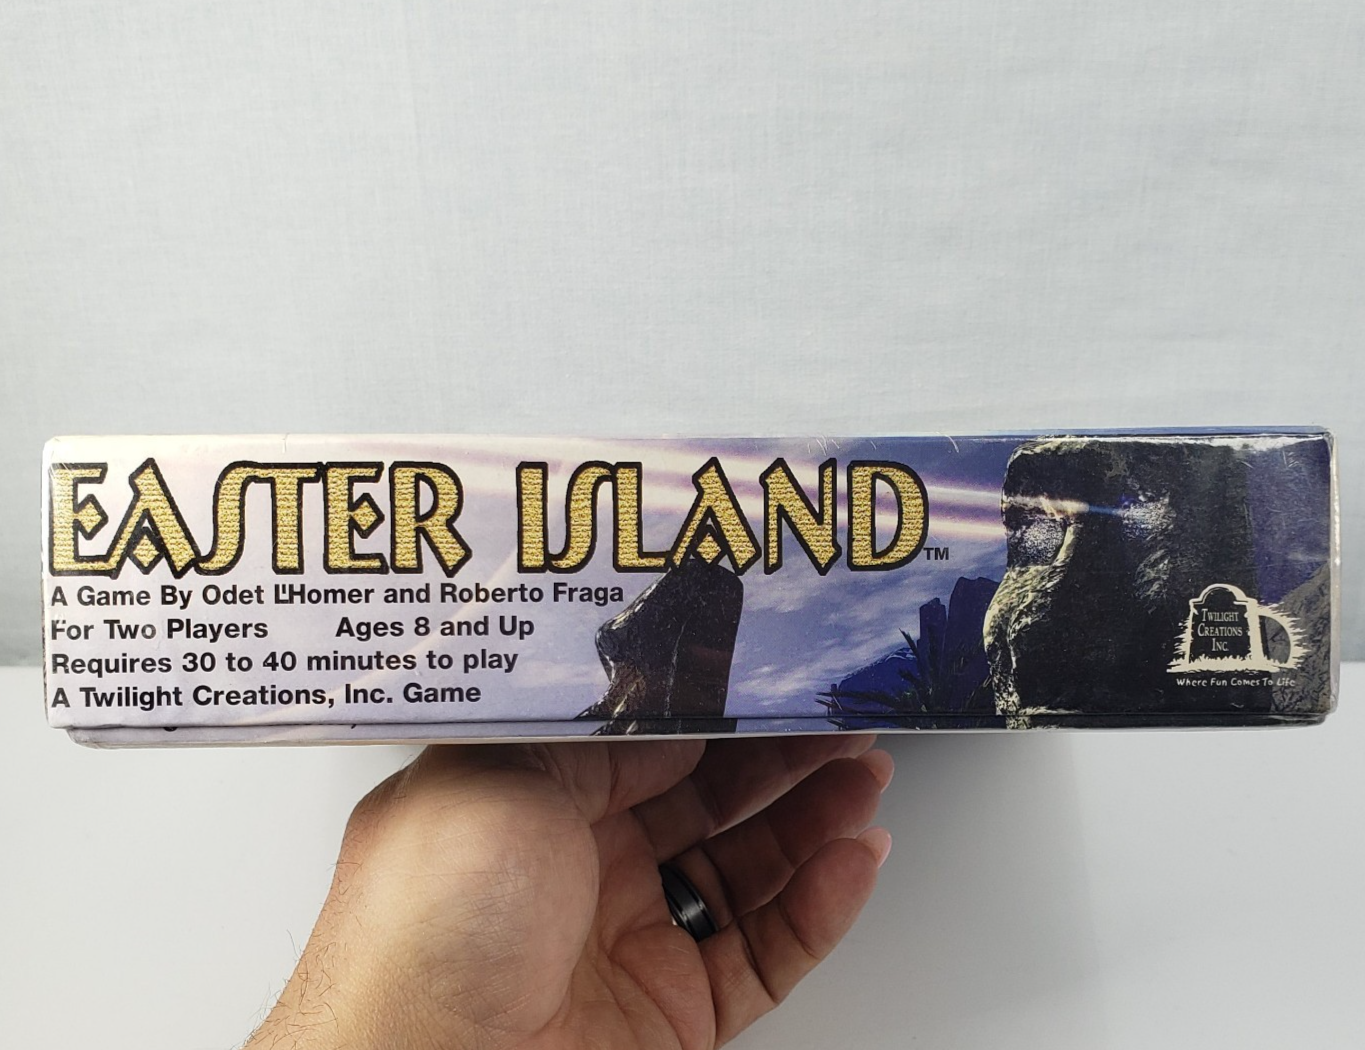 EASTER ISLAND™
A Game By Odet L'Homer and Roberto Fraga
For Two Players Ages 8 and Up
Requires 30 to 40 minutes to play
A Twilight Creations, Inc. Game
TWILIGHT
CREATIONS
INC.
Where Fun Comes To Life